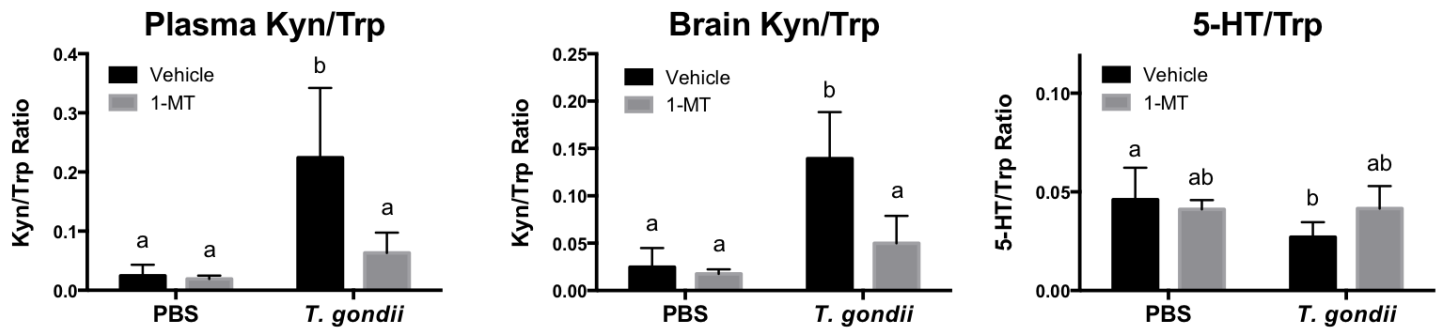 Plasma Kyn/Trp
Kyn/Trp Ratio
0.4
0.3
0.2
0.1
0.0
Vehicle
1-MT
a
a
b
a
PBS
T. gondii
Brain Kyn/Trp
Kyn/Trp Ratio
0.25
0.20
0.15
0.10
0.05
0.00
Vehicle
1-MT
a
a
b
a
PBS
T. gondii
5-HT/Trp
5-HT/Trp Ratio
0.10
0.05
0.00
Vehicle
1-MT
a
ab
b
ab
PBS
T. gondii